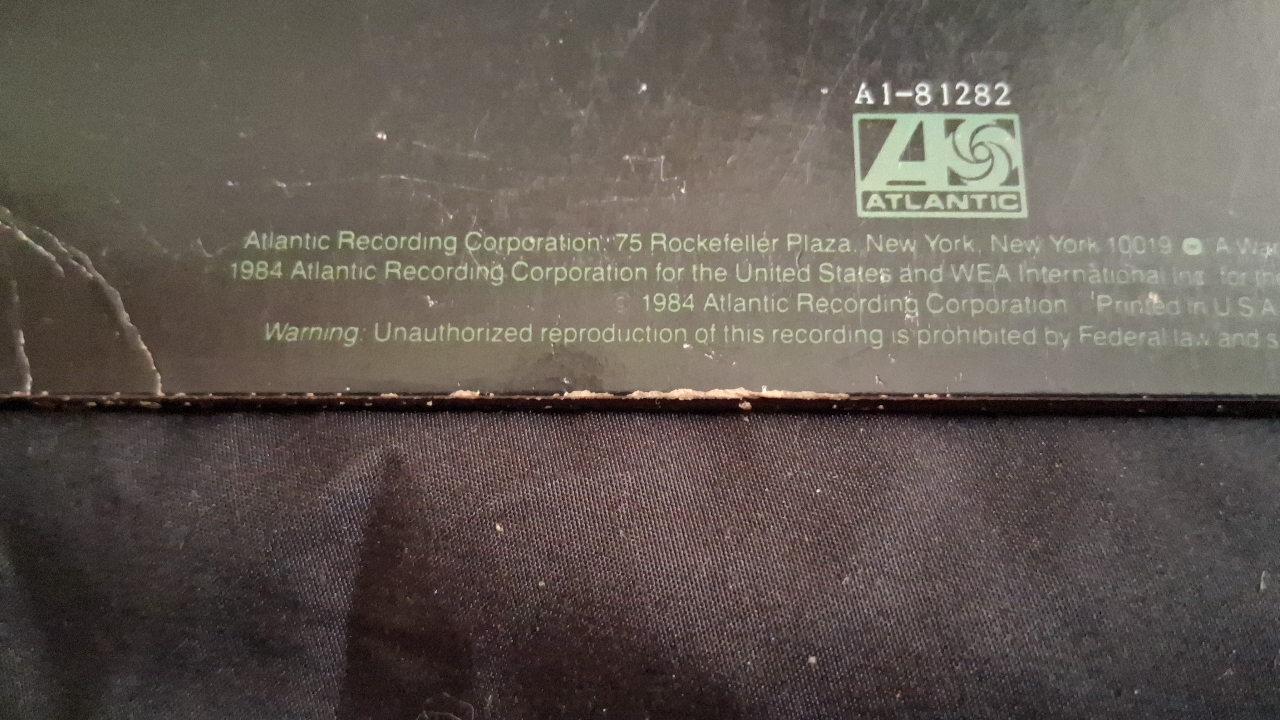 A1-81282
ATLANTIC
Atlantic Recording Corporation, 75 Rockefeller Plaza, New York, New York 10019 A
1984 Atlantic Recording Corporation for the United States and WEA International Inc. for
1984 Atlantic Recording Corporation Printed in U S A
Warning: Unauthorized reproduction of this recording is prohibited by Federal law and